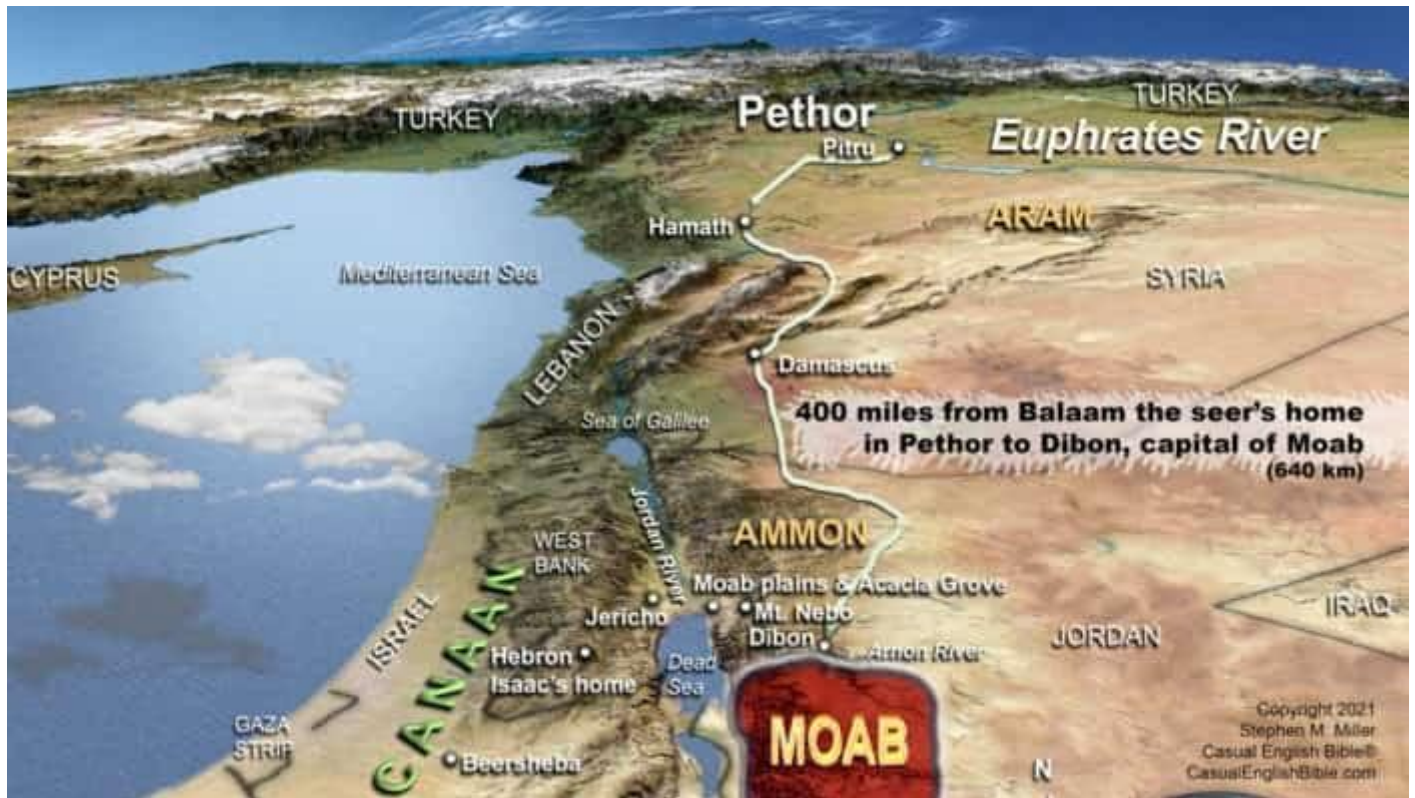 TURKEY
Pethor
TURKEY
Pitru
Euphrates River
Hamath
ARAM
CYPRUS
Mediterranean Sea
SYRIA
LEBANON
Damascus
Sea of Galilee
400 miles from Balaam the seer's home
in Pethor to Dibon, capital of Moab
(640 km)
Jordan River
AMMON
WEST
BANK
Moab plains & Acacia Grove
Jericho
Mt. Nebo
IRAQ
ISRAEL
CANAAN
Dibon
JORDAN
Hebron
Isaac's home
Dead
Sea
Arnon River
GAZA
STRIP
MOAB
Beersheba
N
Copyright 2021
Stephen M. Miller
Casual English Bible®
CasualEnglishBible.com